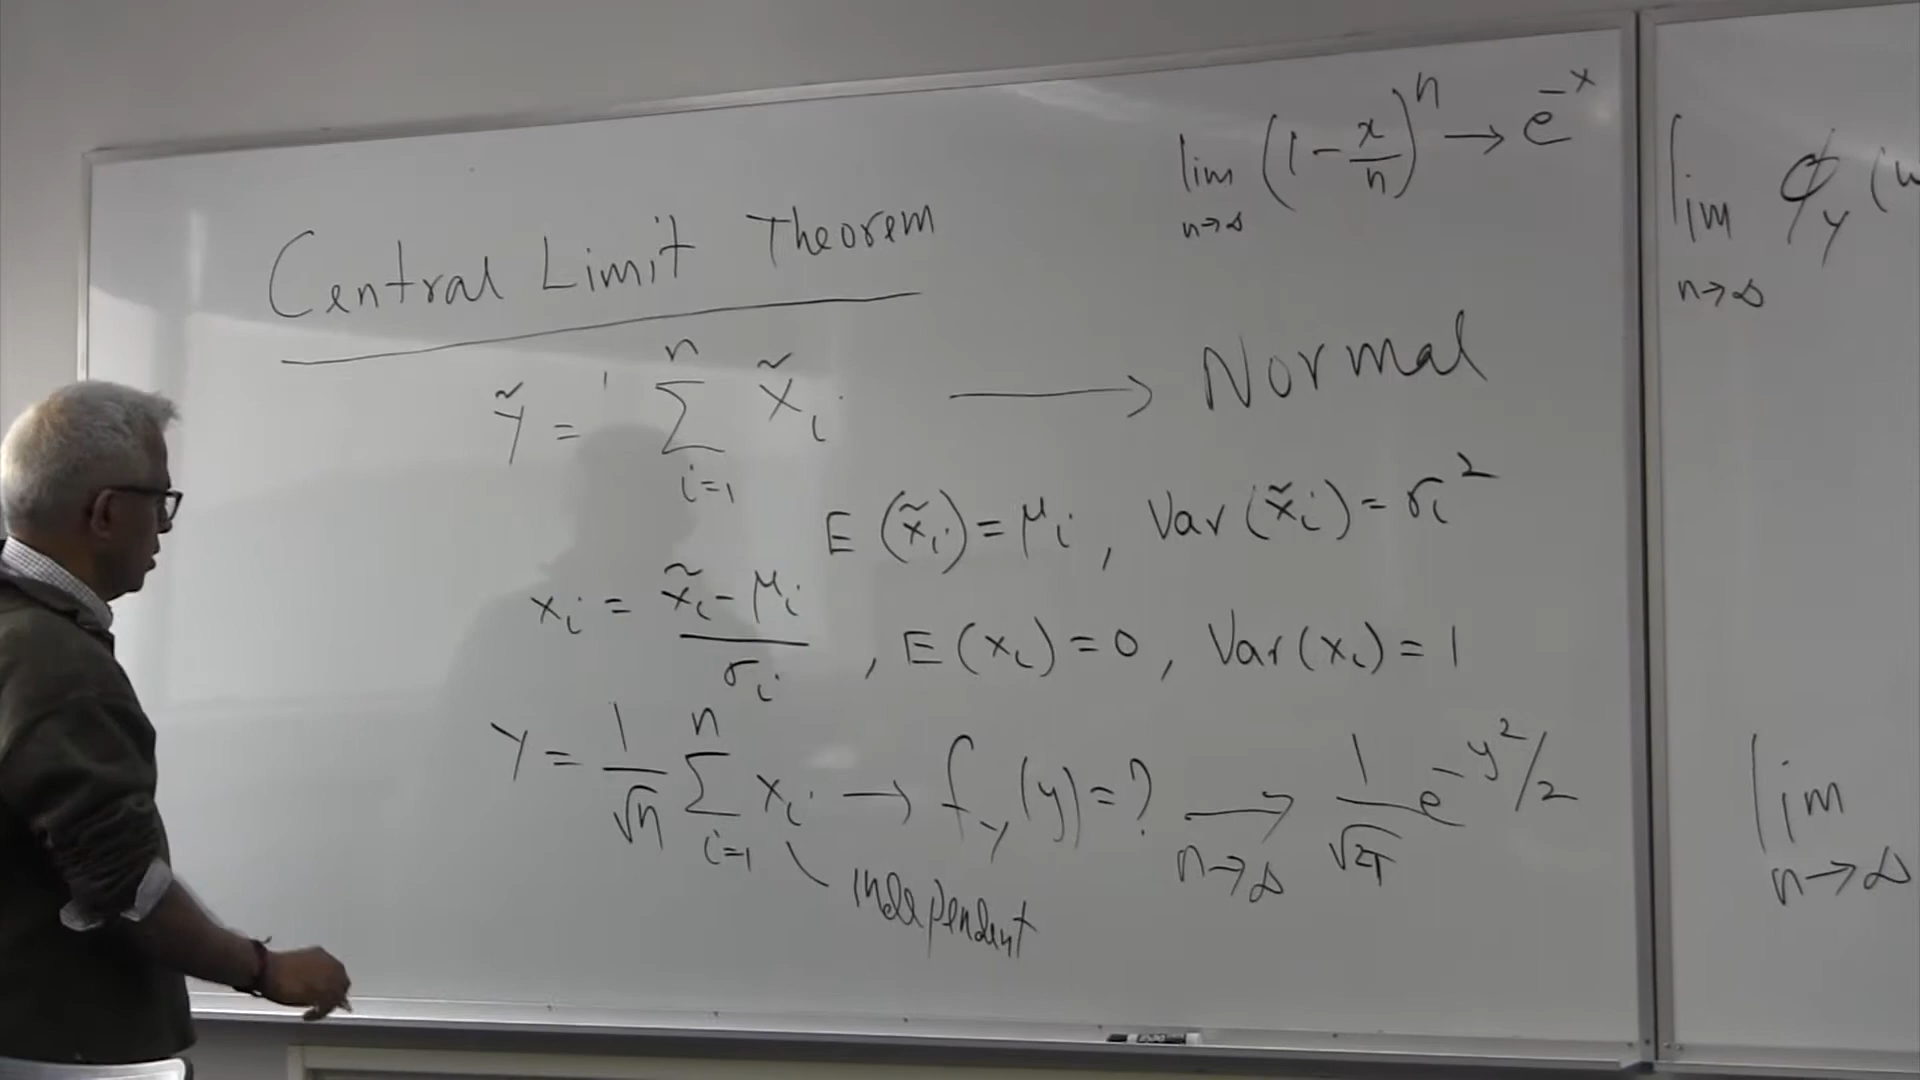 lim n→∞ (1 - x/n)^n → e^-x
Central Limit Theorem
Ỹ = Σ_{i=1}^{n} X̃_i → Normal
E(x̃_i) = μ_i, Var(x̃_i) = σ_i^2
x_i = (x̃_i - μ_i)/σ_i, E(x_i) = 0, Var(x_i) = 1
Y = 1/√n Σ_{i=1}^{n} x_i → f_Y(y) = ? → n→∞ 1/√2π e^-y^2/2
independent
lim n→∞ ϕ_Y(
lim n→∞